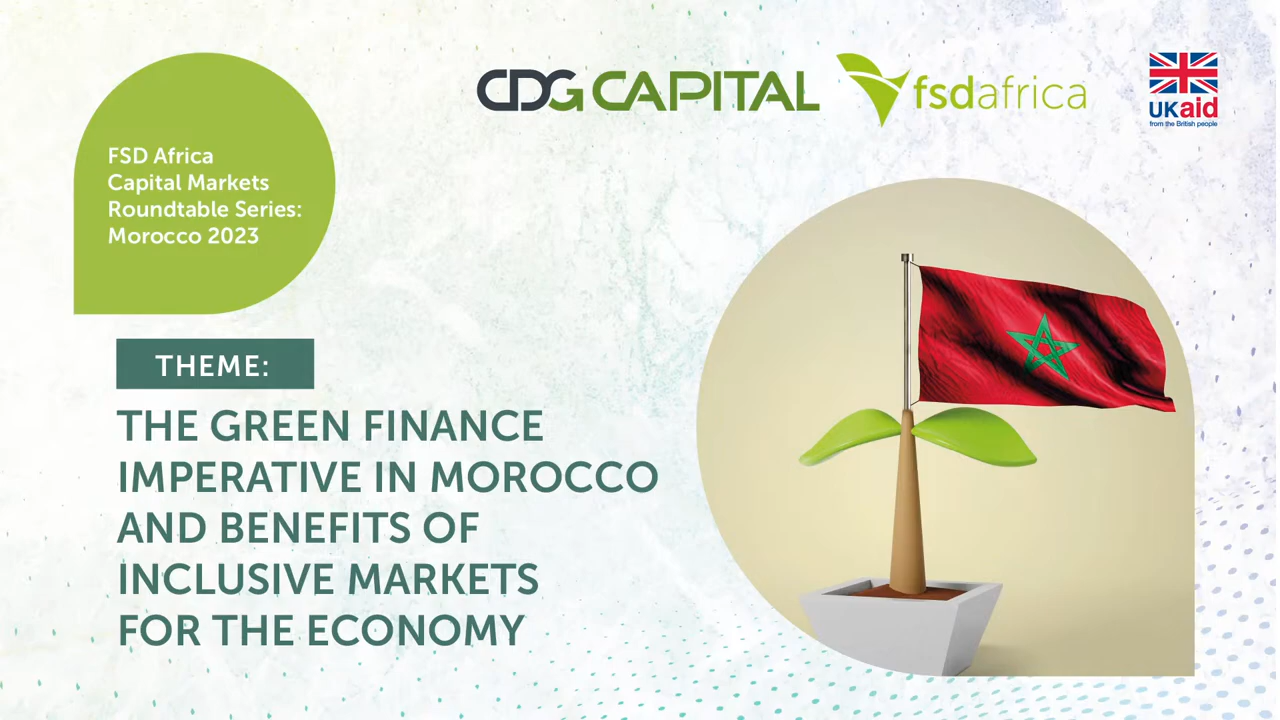 CDG CAPITAL
fsdafrica
UKaid
from the British people
FSD Africa
Capital Markets
Roundtable Series:
Morocco 2023
THEME:
THE GREEN FINANCE
IMPERATIVE IN MOROCCO
AND BENEFITS OF
INCLUSIVE MARKETS
FOR THE ECONOMY